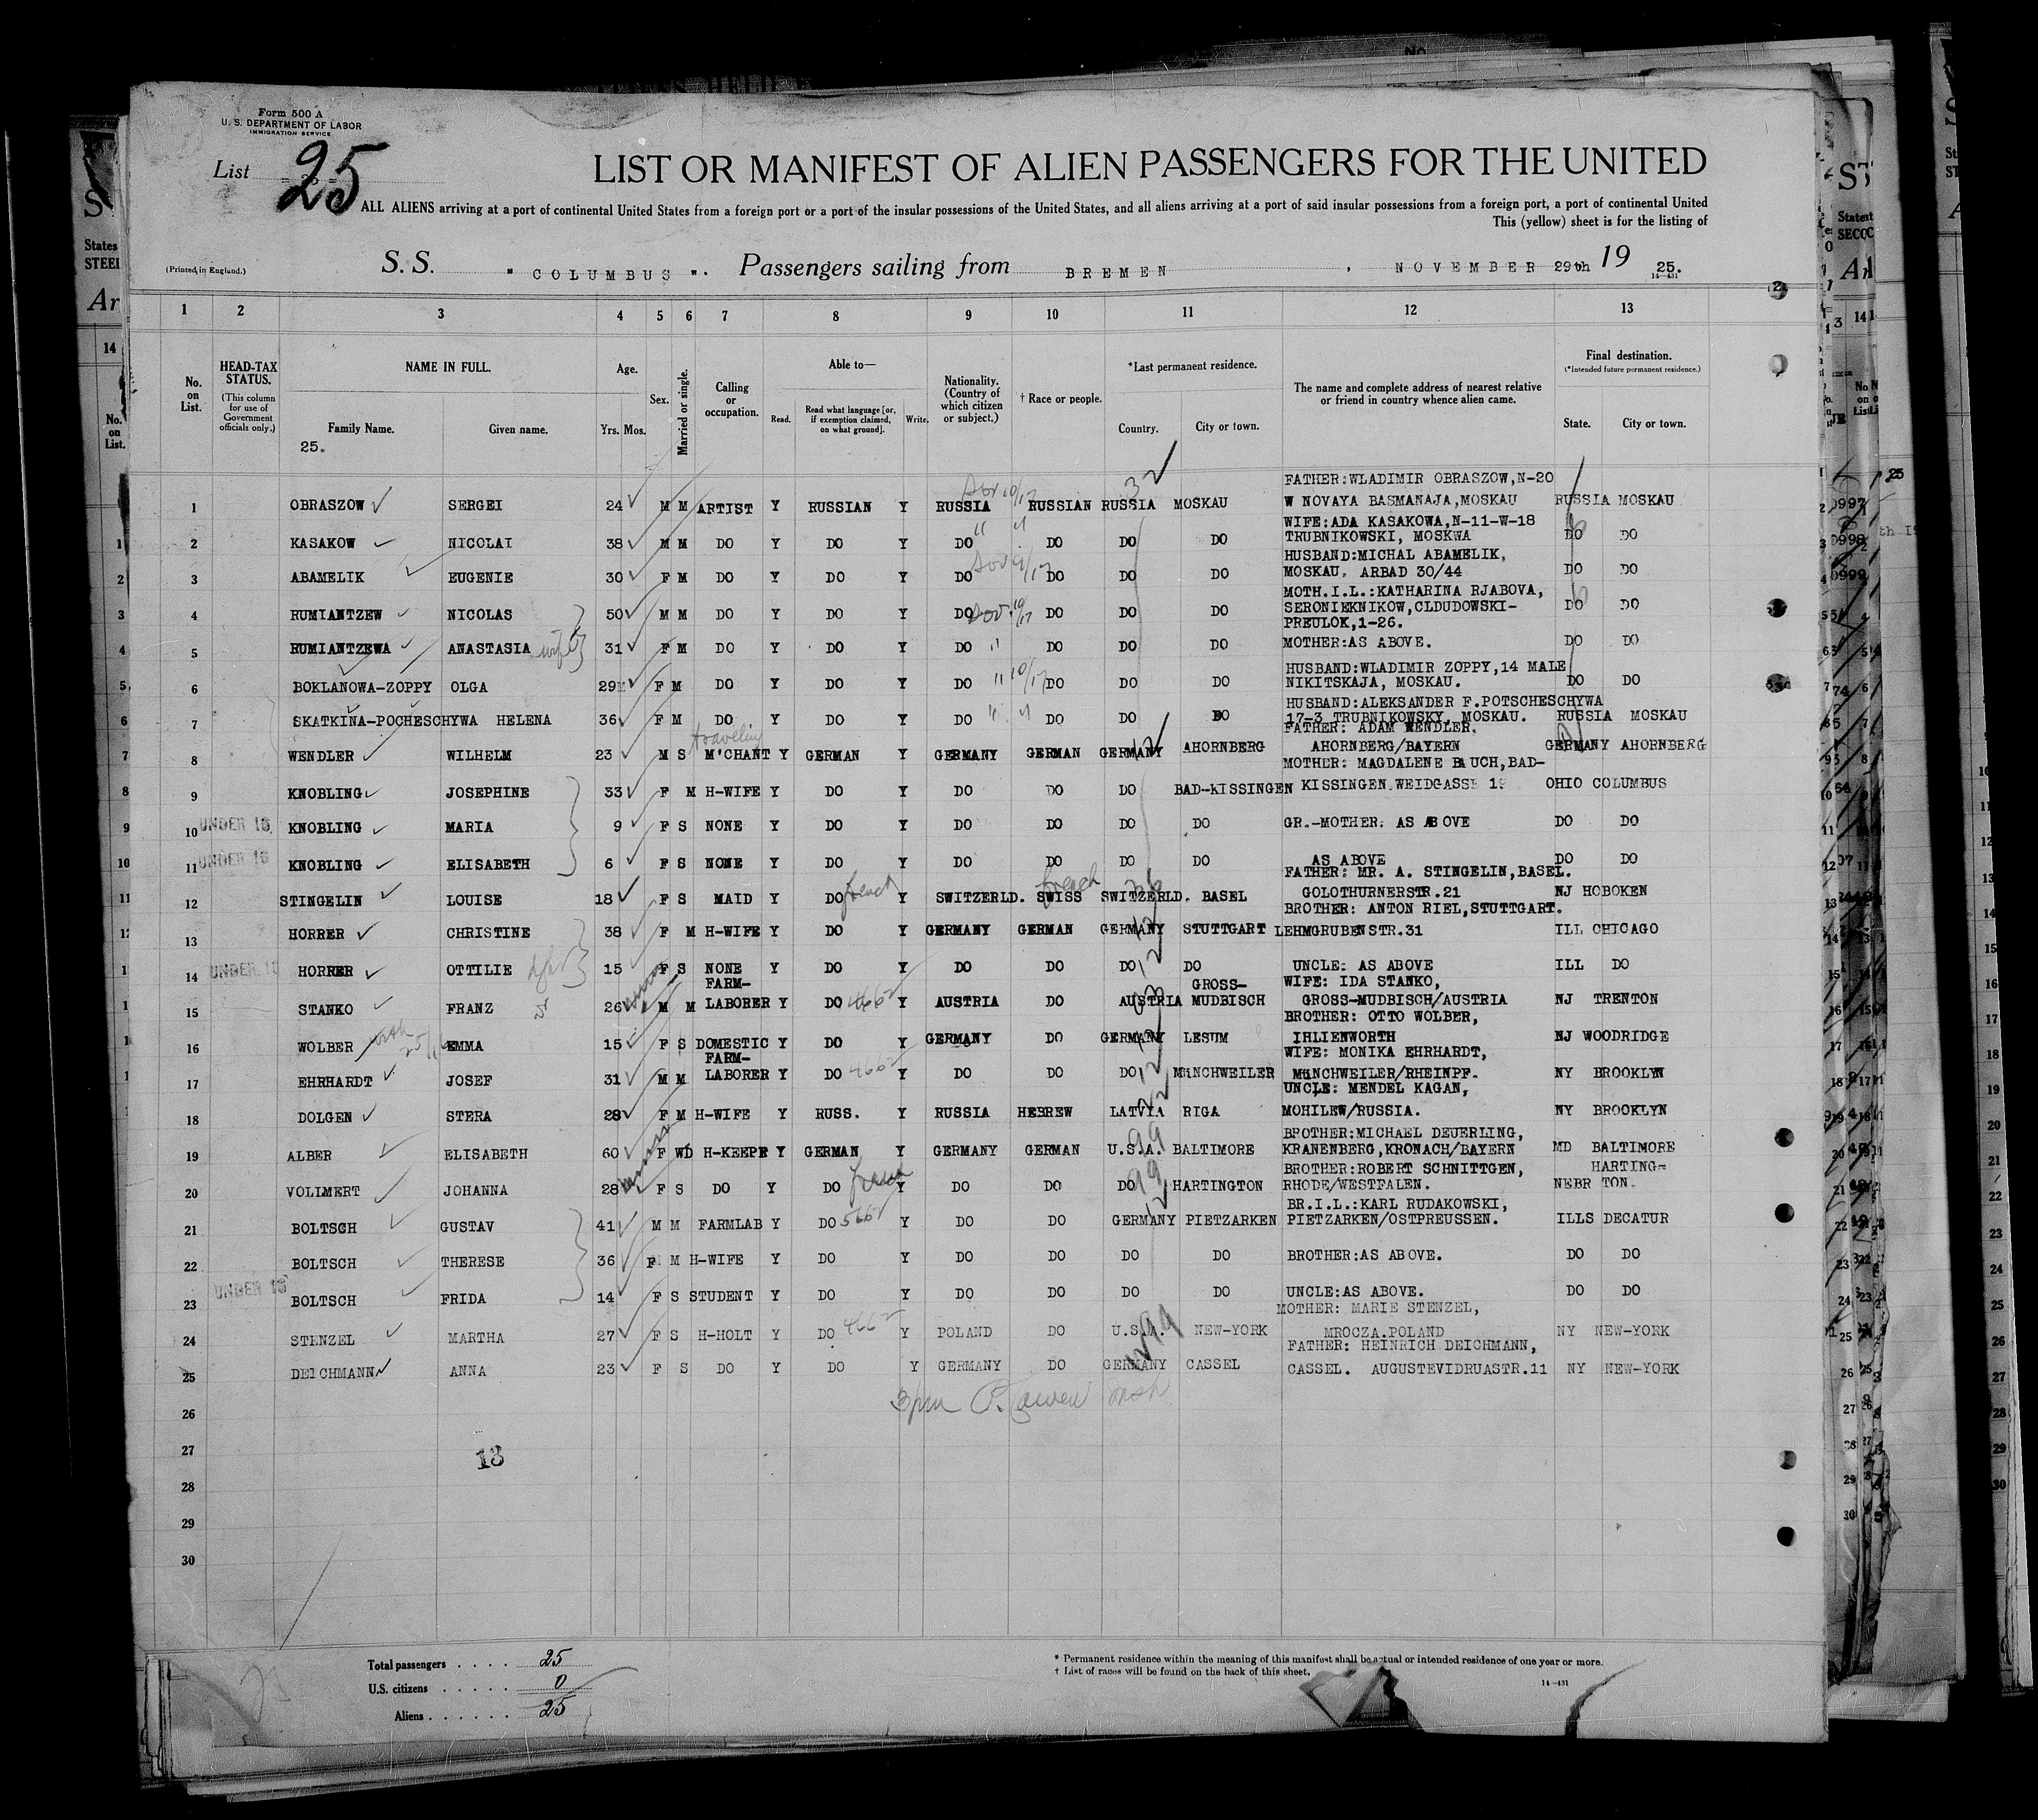 Form 500 A
U. S. DEPARTMENT OF LABOR
IMMIGRATION SERVICE
List 25
LIST OR MANIFEST OF ALIEN PASSENGERS FOR THE UNITED
ALL ALIENS arriving at a port of continental United States from a foreign port or a port of the insular possessions of the United States, and all aliens arriving at a port of said insular possessions from a foreign port, a port of continental United
This (yellow) sheet is for the listing of
(Printed in England.)
S. S. " COLUMBUS ". Passengers sailing from BREMEN , NOVEMBER 29th 19 25.
14-431
1 2 3 4 5 6 7 8 9 10 11 12 13
No. on List.
HEAD-TAX STATUS.
(This column for use of Government officials only.)
NAME IN FULL.
Family Name. Given name.
25.
Age.
Yrs. Mos.
Sex.
Married or single.
Calling or occupation.
Able to—
Read. Read what language [or, if exemption claimed, on what ground]. Write.
Nationality. (Country of which citizen or subject.)
† Race or people.
*Last permanent residence.
Country. City or town.
The name and complete address of nearest relative or friend in country whence alien came.
Final destination.
(*Intended future permanent residence.)
State. City or town.
FATHER:WLADIMIR OBRASZOW,N-20
1 OBRASZOW SERGEI 24 M M ARTIST Y RUSSIAN Y RUSSIA RUSSIAN RUSSIA MOSKAU W NOVAYA BASMANAJA,MOSKAU RUSSIA MOSKAU
WIFE:ADA KASAKOWA,N-11-W-18
2 KASAKOW NICOLAI 38 M M DO Y DO Y DO DO DO DO TRUBNIKOWSKI, MOSKWA DO DO
HUSBAND:MICHAL ABAMELIK,
3 ABAMELIK EUGENIE 30 F M DO Y DO Y DO DO DO DO MOSKAU. ARBAD 30/44 DO DO
MOTH.I.L.:KATHARINA RJABOVA,
4 RUMIANTZEW NICOLAS 50 M M DO Y DO Y DO DO DO DO SERONIEKNIKOW,CLDUDOWSKI- DO DO
PREULOK,1-26.
5 RUMIANTZEWA ANASTASIA wife 31 F M DO Y DO Y DO DO DO DO MOTHER:AS ABOVE. DO DO
HUSBAND:WLADIMIR ZOPPY,14 MALE
6 BOKLANOWA-ZOPPY OLGA 29 F M DO Y DO Y DO DO DO DO NIKITSKAJA, MOSKAU. DO DO
HUSBAND:ALEKSANDER F.POTSCHESCHYWA
7 SKATKINA-POCHESCHYWA HELENA 36 F M DO Y DO Y DO DO DO DO 17-3 TRUBNIKOWSKY, MOSKAU. RUSSIA MOSKAU
traveling
FATHER: ADAM WENDLER.
8 WENDLER WILHELM 23 M S M'CHANT Y GERMAN Y GERMANY GERMAN GERMANY AHORNBERG AHORNBERG/BAYERN GERMANY AHORNBERG
MOTHER: MAGDALENE BAUCH,BAD-
9 KNOBLING JOSEPHINE 33 F M H-WIFE Y DO Y DO DO DO BAD-KISSINGEN KISSINGEN.WEIDGASSE 19 OHIO COLUMBUS
10 UNDER 16 KNOBLING MARIA 9 F S NONE Y DO Y DO DO DO DO GR.-MOTHER. AS ABOVE DO DO
11 UNDER 16 KNOBLING ELISABETH 6 F S NONE Y DO Y DO DO DO DO AS ABOVE DO DO
FATHER: MR. A. STINGELIN,BASEL.
12 STINGELIN LOUISE 18 F S MAID Y DO french Y SWITZERLD. SWISS french SWITZERLD. BASEL GOLOTHURNERSTR.21 NJ HOBOKEN
BROTHER: ANTON RIEL,STUTTGART.
13 HORRER CHRISTINE 38 F M H-WIFE Y DO Y GERMANY GERMAN GERMANY STUTTGART LEHMGRUBENSTR.31 ILL CHICAGO
14 UNDER 16 HORRER OTTILIE 15 F S NONE Y DO Y DO DO DO DO UNCLE: AS ABOVE ILL DO
FARM- GROSS- WIFE: IDA STANKO,
15 STANKO FRANZ 26 M M LABORER Y DO 4662 Y AUSTRIA DO AUSTRIA MUDBISCH GROSS-MUDBISCH/AUSTRIA NJ TRENTON
BROTHER: OTTO WOLBER,
16 WOLBER EMMA 15 F S DOMESTIC Y DO Y GERMANY DO GERMANY LESUM IHLIENWORTH NJ WOODRIDGE
FARM- WIFE: MONIKA EHRHARDT,
17 EHRHARDT JOSEF 31 M M LABORER Y DO 4662 Y DO DO DO MüNCHWEILER MüNCHWEILER/RHEINPF. NY BROOKLYN
UNCLE: MENDEL KAGAN,
18 DOLGEN STERA 28 F M H-WIFE Y RUSS. Y RUSSIA HEBREW LATVIA RIGA MOHILEW/RUSSIA. NY BROOKLYN
BROTHER:MICHAEL DEUERLING,
19 ALBER ELISABETH 60 F WD H-KEEPR Y GERMAN Y GERMANY GERMAN U.S.A. BALTIMORE KRANENBERG,KRONACH/BAYERN MD BALTIMORE
BROTHER:ROBERT SCHNITTGEN, HARTING-
20 VOLIMERT JOHANNA 28 F S DO Y DO Y DO DO DO HARTINGTON RHODE/WESTFALEN. NEBR TON.
BR.I.L.:KARL RUDAKOWSKI,
21 BOLTSCH GUSTAV 41 M M FARMLAB Y DO Y DO DO GERMANY PIETZARKEN PIETZARKEN/OSTPREUSSEN. ILLS DECATUR
22 BOLTSCH THERESE 36 F M H-WIFE Y DO Y DO DO DO DO BROTHER:AS ABOVE. DO DO
23 UNDER 16 BOLTSCH FRIDA 14 F S STUDENT Y DO Y DO DO DO DO UNCLE:AS ABOVE. DO DO
MOTHER: MARIE STENZEL,
24 STENZEL MARTHA 27 F S H-HOLT Y DO 4662 Y POLAND DO U.S.A. NEW-YORK MROCZA.POLAND NY NEW-YORK
FATHER: HEINRICH DEICHMANN,
25 DEICHMANN ANNA 23 F S DO Y DO Y GERMANY DO GERMANY CASSEL CASSEL. AUGUSTEVIDRUASTR.11 NY NEW-YORK
26
27
13
28
29
30
Total passengers . . . . 25
U.S. citizens . . . . . 0
Aliens . . . . . . 25
* Permanent residence within the meaning of this manifest shall be actual or intended residence of one year or more.
† List of races will be found on the back of this sheet.
14-431